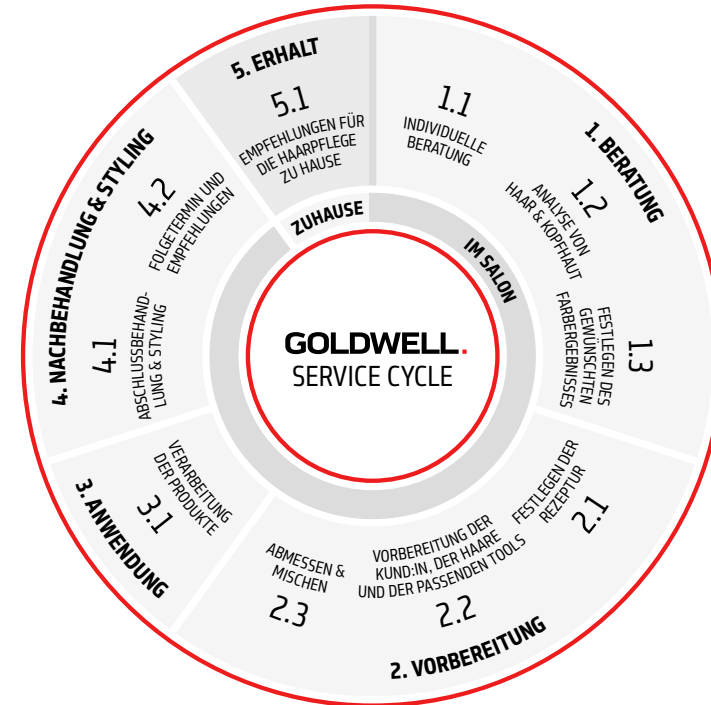 GOLDWELL.
SERVICE CYCLE
IM SALON
ZUHAUSE
1. BERATUNG
1.1
INDIVIDUELLE
BERATUNG
1.2
ANALYSE VON
HAAR & KOPFHAUT
1.3
FESTLEGEN DES
GEWÜNSCHTEN
FARBERGEBNISSES
2. VORBEREITUNG
2.1
FESTLEGEN DER
REZEPTUR
2.2
VORBEREITUNG DER
KUND:IN, DER HAARE
UND DER PASSENDEN TOOLS
2.3
ABMESSEN &
MISCHEN
3. ANWENDUNG
3.1
VERARBEITUNG
DER PRODUKTE
4. NACHBEHANDLUNG & STYLING
4.1
ABSCHLUSSBEHAND-
LUNG & STYLING
4.2
FOLGETERMIN UND
EMPFEHLUNGEN
5. ERHALT
5.1
EMPFEHLUNGEN FÜR
DIE HAARPFLEGE
ZU HAUSE